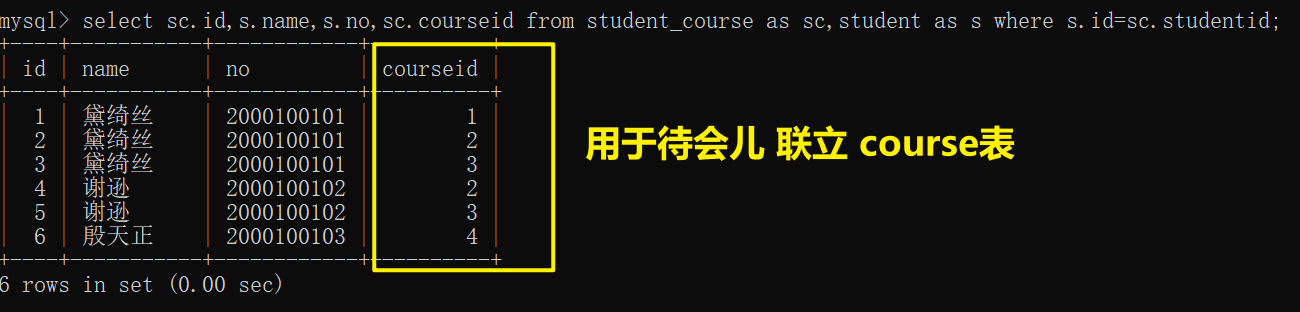 mysql> select sc.id,s.name,s.no,sc.courseid from student_course as sc,student as s where s.id=sc.studentid;
+----+-----------+------------+----------+
| id | name | no | courseid |
+----+-----------+------------+----------+
| 1 | 黛绮丝 | 2000100101 | 1 |
| 2 | 黛绮丝 | 2000100101 | 2 |
| 3 | 黛绮丝 | 2000100101 | 3 |
| 4 | 谢逊 | 2000100102 | 2 |
| 5 | 谢逊 | 2000100102 | 3 |
| 6 | 殷天正 | 2000100103 | 4 |
+----+-----------+------------+----------+
6 rows in set (0.00 sec)
用于待会儿 联立 course表